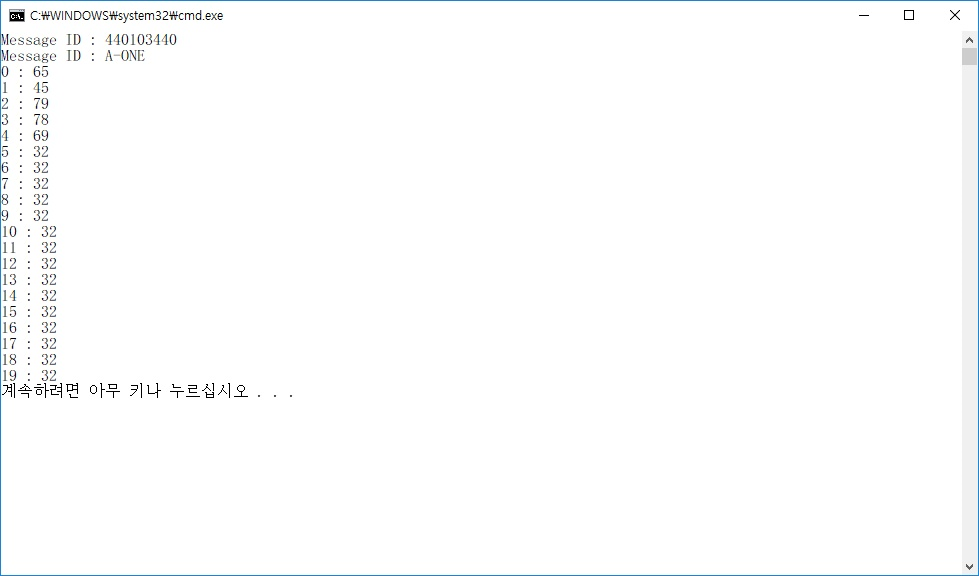 C:₩WINDOWS₩system32₩cmd.exe
Message ID : 440103440
Message ID : A-ONE
0 : 65
1 : 45
2 : 79
3 : 78
4 : 69
5 : 32
6 : 32
7 : 32
8 : 32
9 : 32
10 : 32
11 : 32
12 : 32
13 : 32
14 : 32
15 : 32
16 : 32
17 : 32
18 : 32
19 : 32
계속하려면 아무 키나 누르십시오 . . .